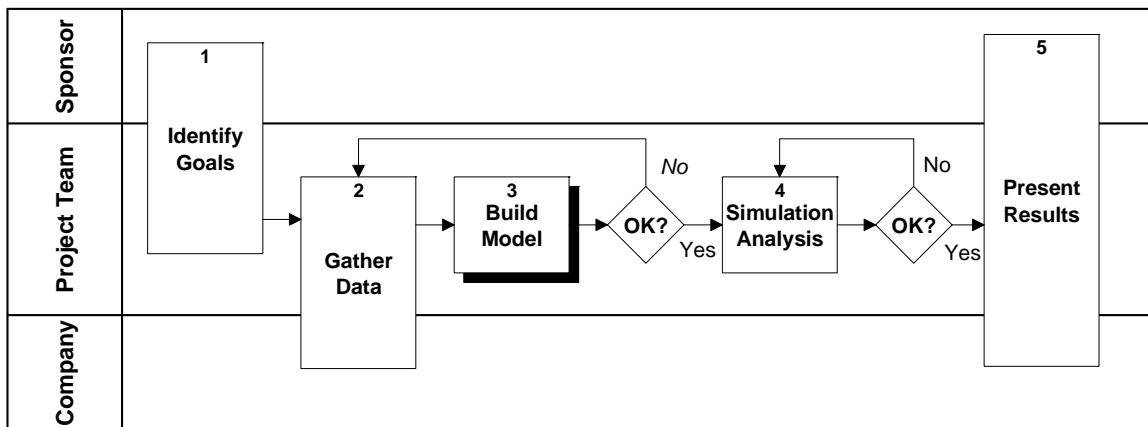 Sponsor
Project Team
Company
1
Identify
Goals
2
Gather
Data
3
Build
Model
OK?
No
Yes
4
Simulation
Analysis
OK?
No
Yes
5
Present
Results